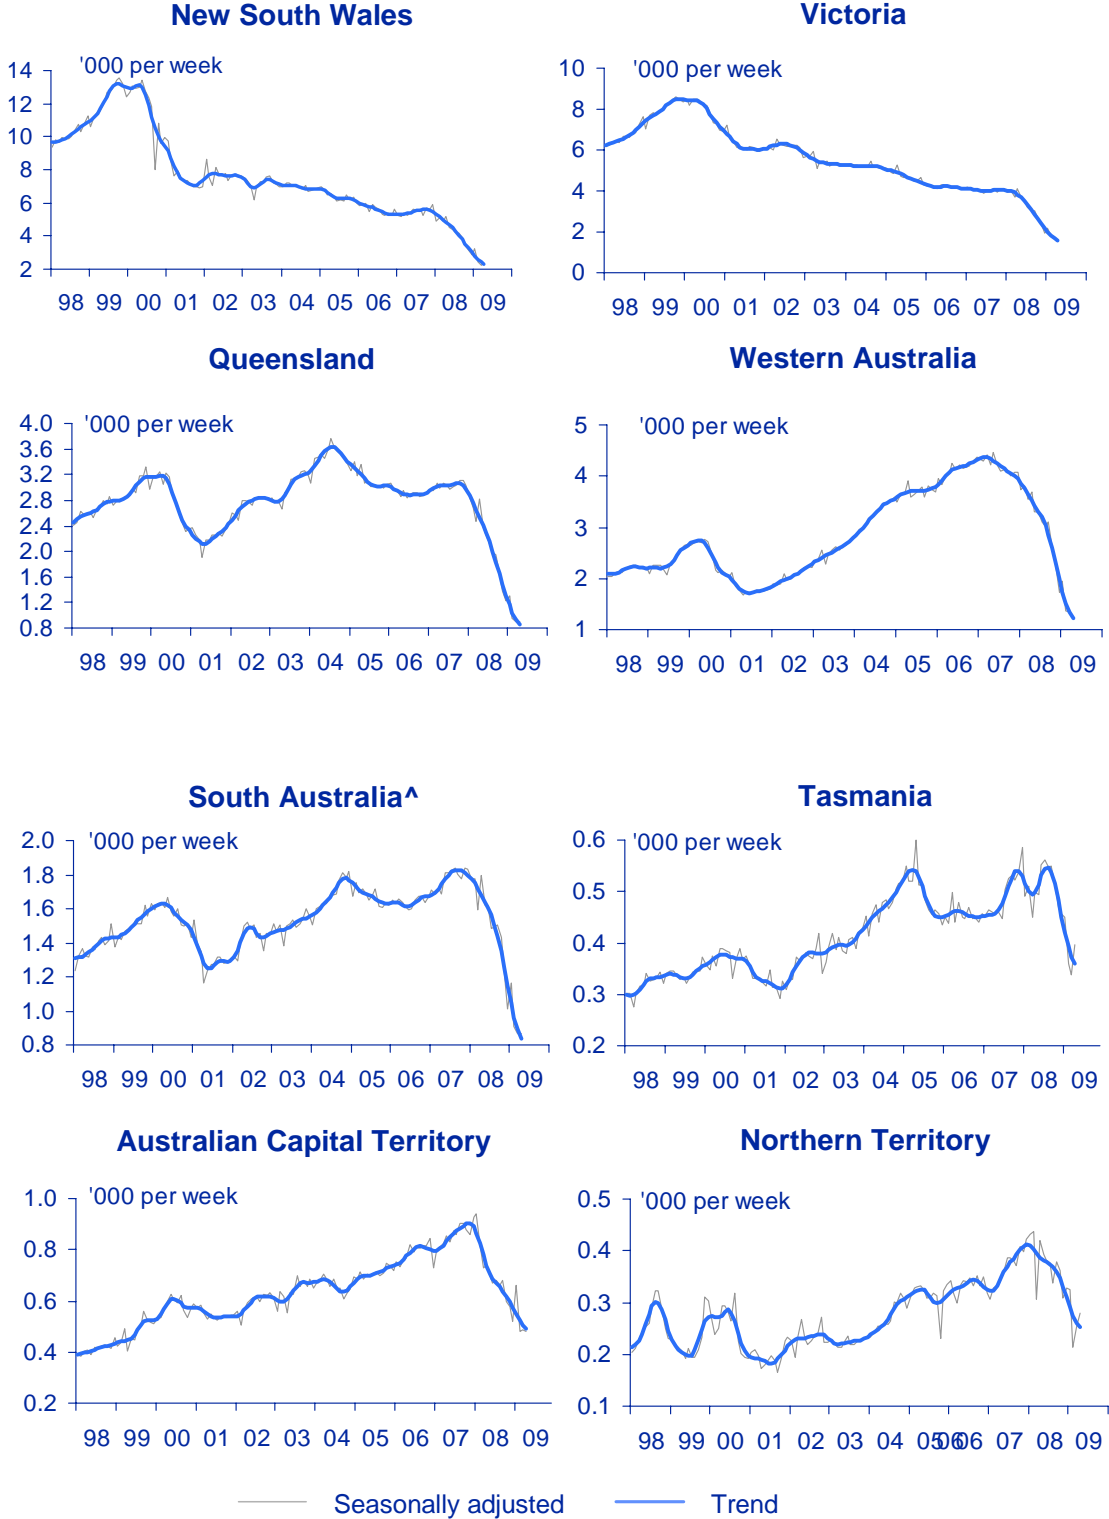 New South Wales
Victoria
'000 per week
'000 per week
14
12
10
8
6
4
2
10
8
6
4
2
0
98 99 00 01 02 03 04 05 06 07 08 09
98 99 00 01 02 03 04 05 06 07 08 09
Queensland
Western Australia
'000 per week
'000 per week
4.0
3.6
3.2
2.8
2.4
2.0
1.6
1.2
0.8
5
4
3
2
1
98 99 00 01 02 03 04 05 06 07 08 09
98 99 00 01 02 03 04 05 06 07 08 09
South Australia^
Tasmania
'000 per week
'000 per week
2.0
1.8
1.6
1.4
1.2
1.0
0.8
0.6
0.5
0.4
0.3
0.2
98 99 00 01 02 03 04 05 06 07 08 09
98 99 00 01 02 03 04 05 06 07 08 09
Australian Capital Territory
Northern Territory
'000 per week
'000 per week
1.0
0.8
0.6
0.4
0.2
0.5
0.4
0.3
0.2
0.1
98 99 00 01 02 03 04 05 06 07 08 09
98 99 00 01 02 03 04 05 06 06 07 08 09
Seasonally adjusted
Trend